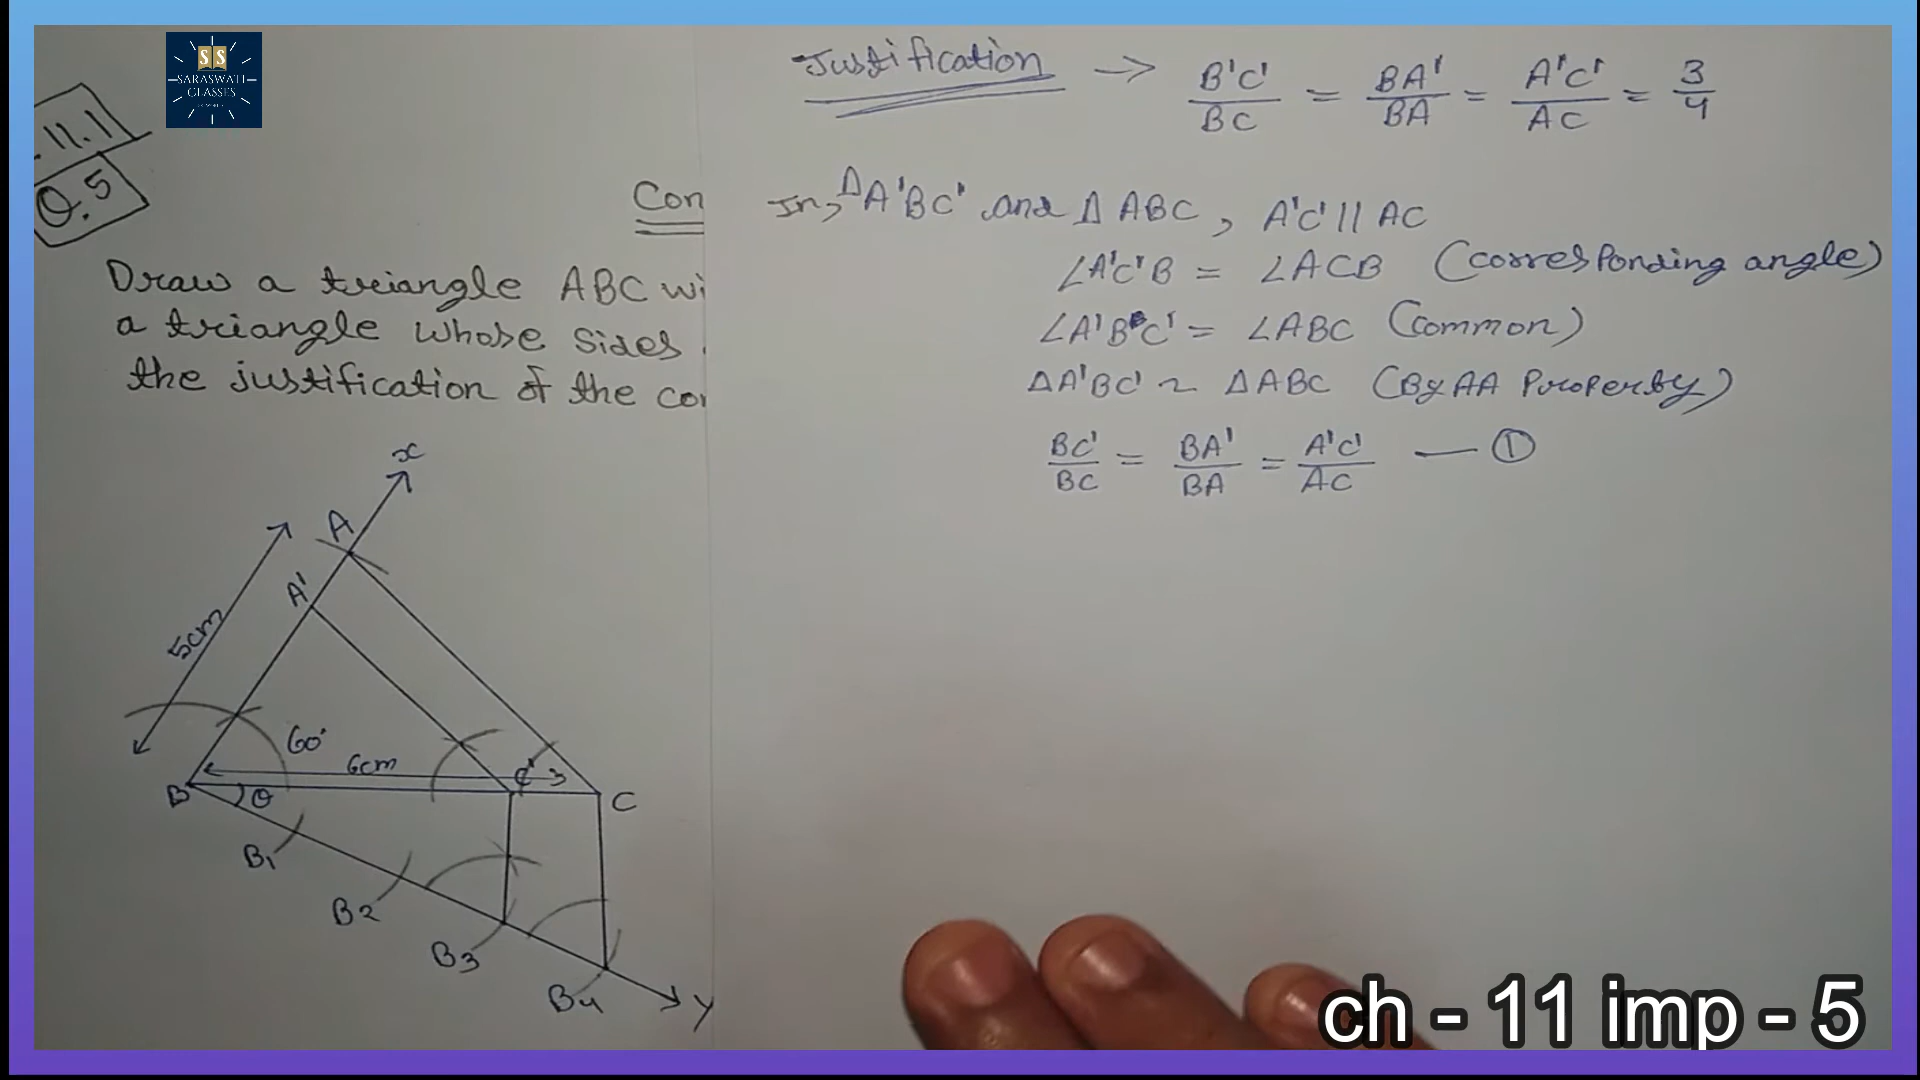 SS
SARASWATI
CLASSES
. 11.1
Q.5
Con
Draw a triangle ABC wi
a triangle whose sides
the justification of the con
x
A
A'
5cm
60°
6cm
B
θ
C'
C
B1
B2
B3
B4
y
Justification → B'C'/BC = BA'/BA = A'C'/AC = 3/4
In, ΔA'BC' and Δ ABC, A'C' // AC
∠A'C'B = ∠ACB (corresponding angle)
∠A'BC' = ∠ABC (common)
ΔA'BC' ~ ΔABC (By AA Property)
BC'/BC = BA'/BA = A'C'/AC — ①
ch - 11 imp - 5